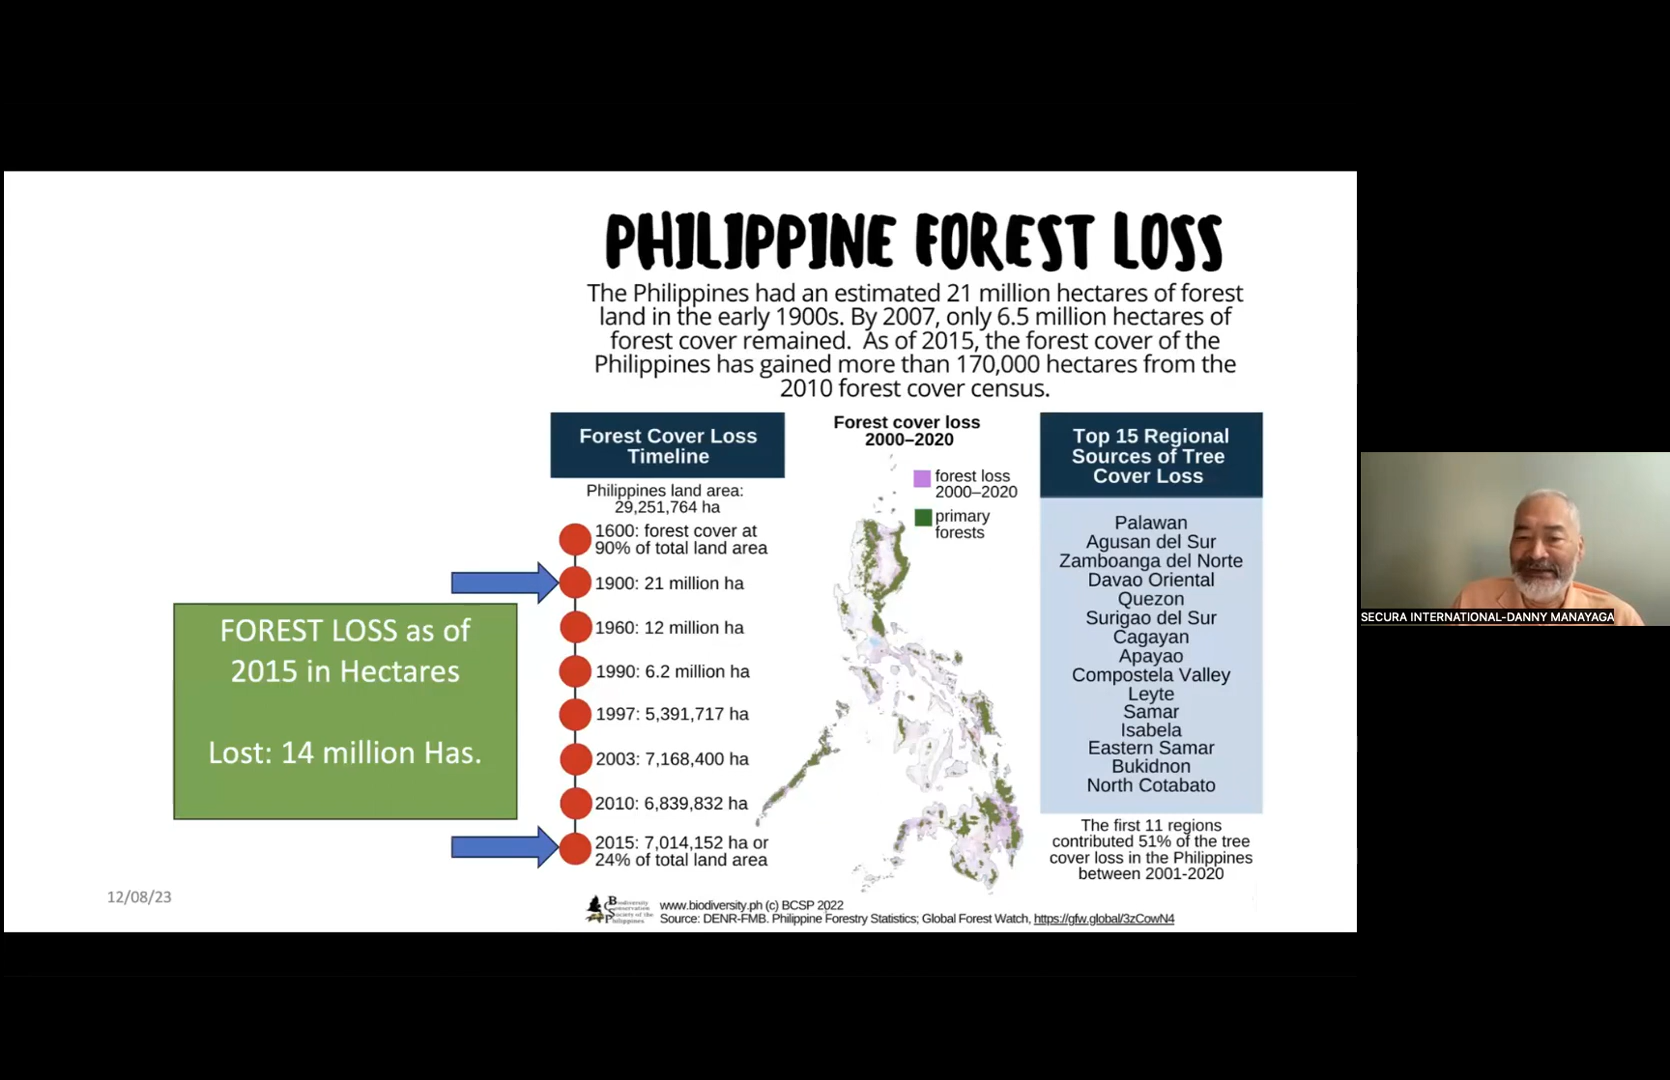 PHILIPPINE FOREST LOSS
The Philippines had an estimated 21 million hectares of forest
land in the early 1900s. By 2007, only 6.5 million hectares of
forest cover remained.  As of 2015, the forest cover of the
Philippines has gained more than 170,000 hectares from the
2010 forest cover census.
Forest Cover Loss
Timeline
Philippines land area:
29,251,764 ha
1600: forest cover at
90% of total land area
1900: 21 million ha
1960: 12 million ha
1990: 6.2 million ha
1997: 5,391,717 ha
2003: 7,168,400 ha
2010: 6,839,832 ha
2015: 7,014,152 ha or
24% of total land area
FOREST LOSS as of
2015 in Hectares
Lost: 14 million Has.
Forest cover loss
2000–2020
forest loss
2000–2020
primary
forests
Top 15 Regional
Sources of Tree
Cover Loss
Palawan
Agusan del Sur
Zamboanga del Norte
Davao Oriental
Quezon
Surigao del Sur
Cagayan
Apayao
Compostela Valley
Leyte
Samar
Isabela
Eastern Samar
Bukidnon
North Cotabato
The first 11 regions
contributed 51% of the tree
cover loss in the Philippines
between 2001-2020
12/08/23
Biodiversity
Conservation
Society of the
Philippines
www.biodiversity.ph (c) BCSP 2022
Source: DENR-FMB. Philippine Forestry Statistics; Global Forest Watch, https://gfw.global/3zCowN4
SECURA INTERNATIONAL-DANNY MANAYAGA